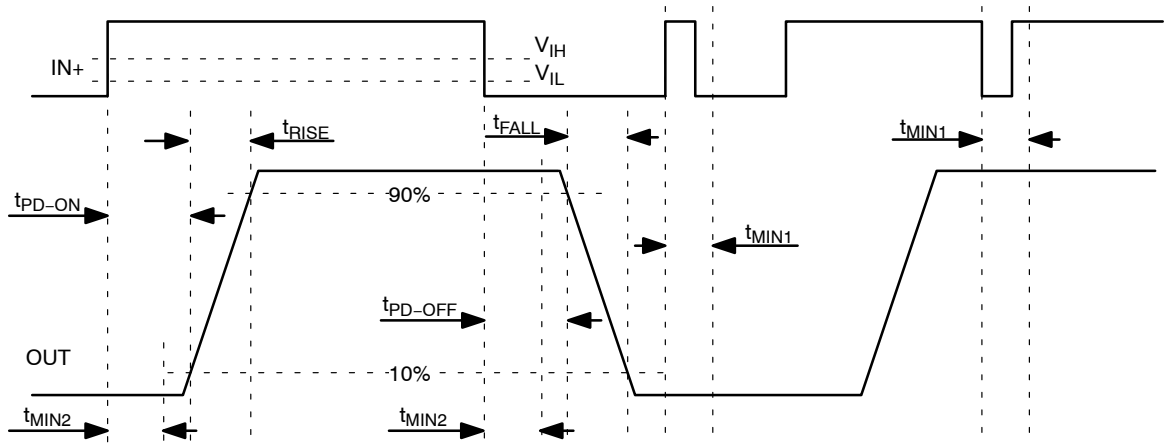 V_IH
IN+
V_IL
t_RISE
t_FALL
t_MIN1
90%
t_PD−ON
t_MIN1
t_PD−OFF
OUT
10%
t_MIN2
t_MIN2